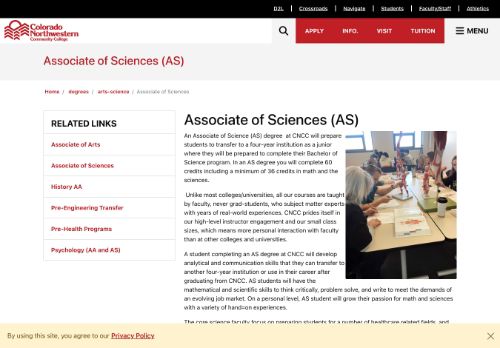 D2L
Crossroads
Navigate
Students
Faculty/Staff
Athletics
Colorado
Northwestern
Community College
APPLY
INFO.
VISIT
TUITION
MENU
Associate of Sciences (AS)
Home / degrees / arts-science / Associate of Sciences
RELATED LINKS
Associate of Arts
Associate of Sciences
History AA
Pre-Engineering Transfer
Pre-Health Programs
Psychology (AA and AS)
Associate of Sciences (AS)
An Associate of Science (AS) degree at CNCC will prepare
students to transfer to a four-year institution as a junior
where they will be prepared to complete their Bachelor of
Science program. In an AS degree you will complete 60
credits including a minimum of 36 credits in math and the
sciences.
Unlike most colleges/universities, all our courses are taught
by faculty, never grad-students, who subject matter experts
with years of real-world experiences. CNCC prides itself in
our high-level instructor engagement and our small class
sizes, which means more personal interaction with faculty
than at other colleges and universities.
A student completing an AS degree at CNCC will develop
analytical and communication skills that they can transfer to
another four-year institution or use in their career after
graduating from CNCC. AS students will have the
mathematical and scientific skills to think critically, problem solve, and write to meet the demands of
an evolving job market. On a personal level, AS student will grow their passion for math and sciences
with a variety of hand=on experiences.
The core science faculty focus on preparing students for a number of healthcare related fields, and
By using this site, you agree to our Privacy Policy